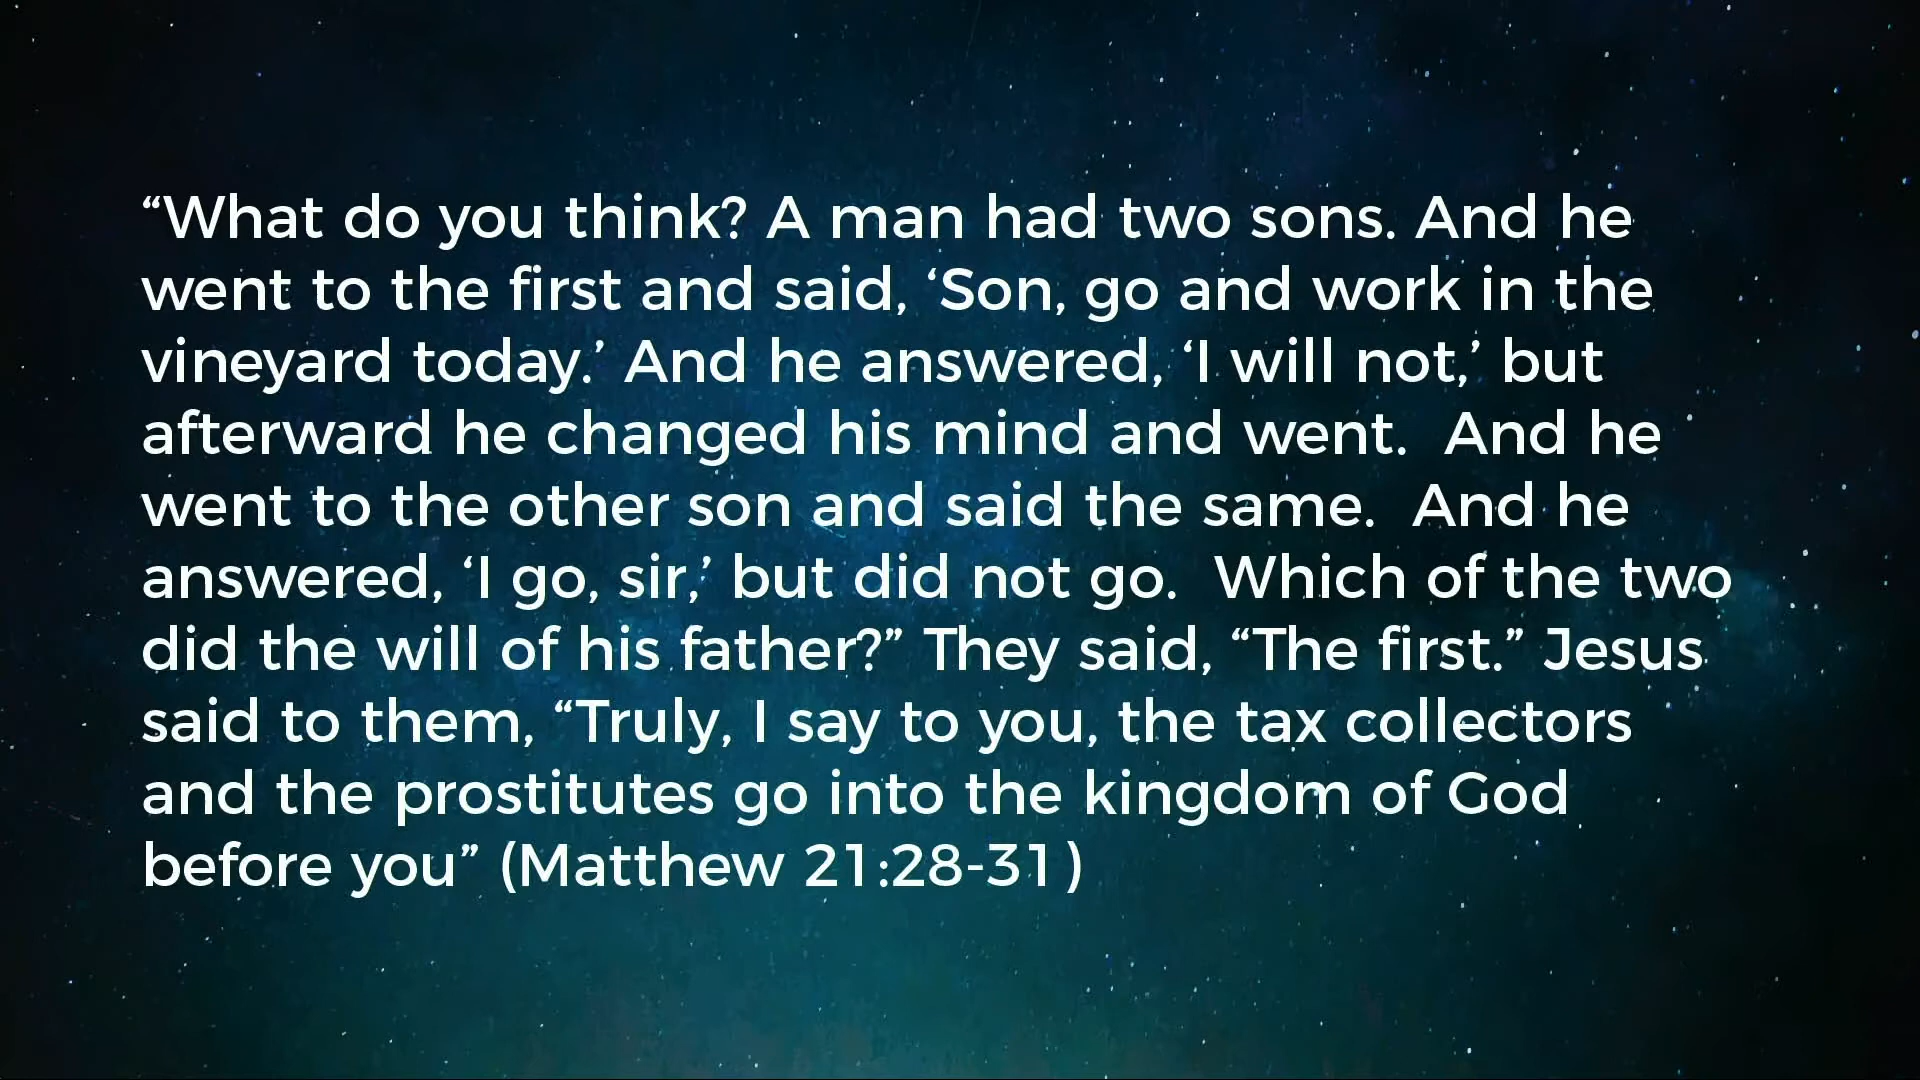 “What do you think? A man had two sons. And he
went to the first and said, ‘Son, go and work in the
vineyard today.’ And he answered, ‘I will not,’ but
afterward he changed his mind and went.  And he
went to the other son and said the same.  And he
answered, ‘I go, sir,’ but did not go.  Which of the two
did the will of his father?” They said, “The first.” Jesus
said to them, “Truly, I say to you, the tax collectors
and the prostitutes go into the kingdom of God
before you” (Matthew 21:28-31)